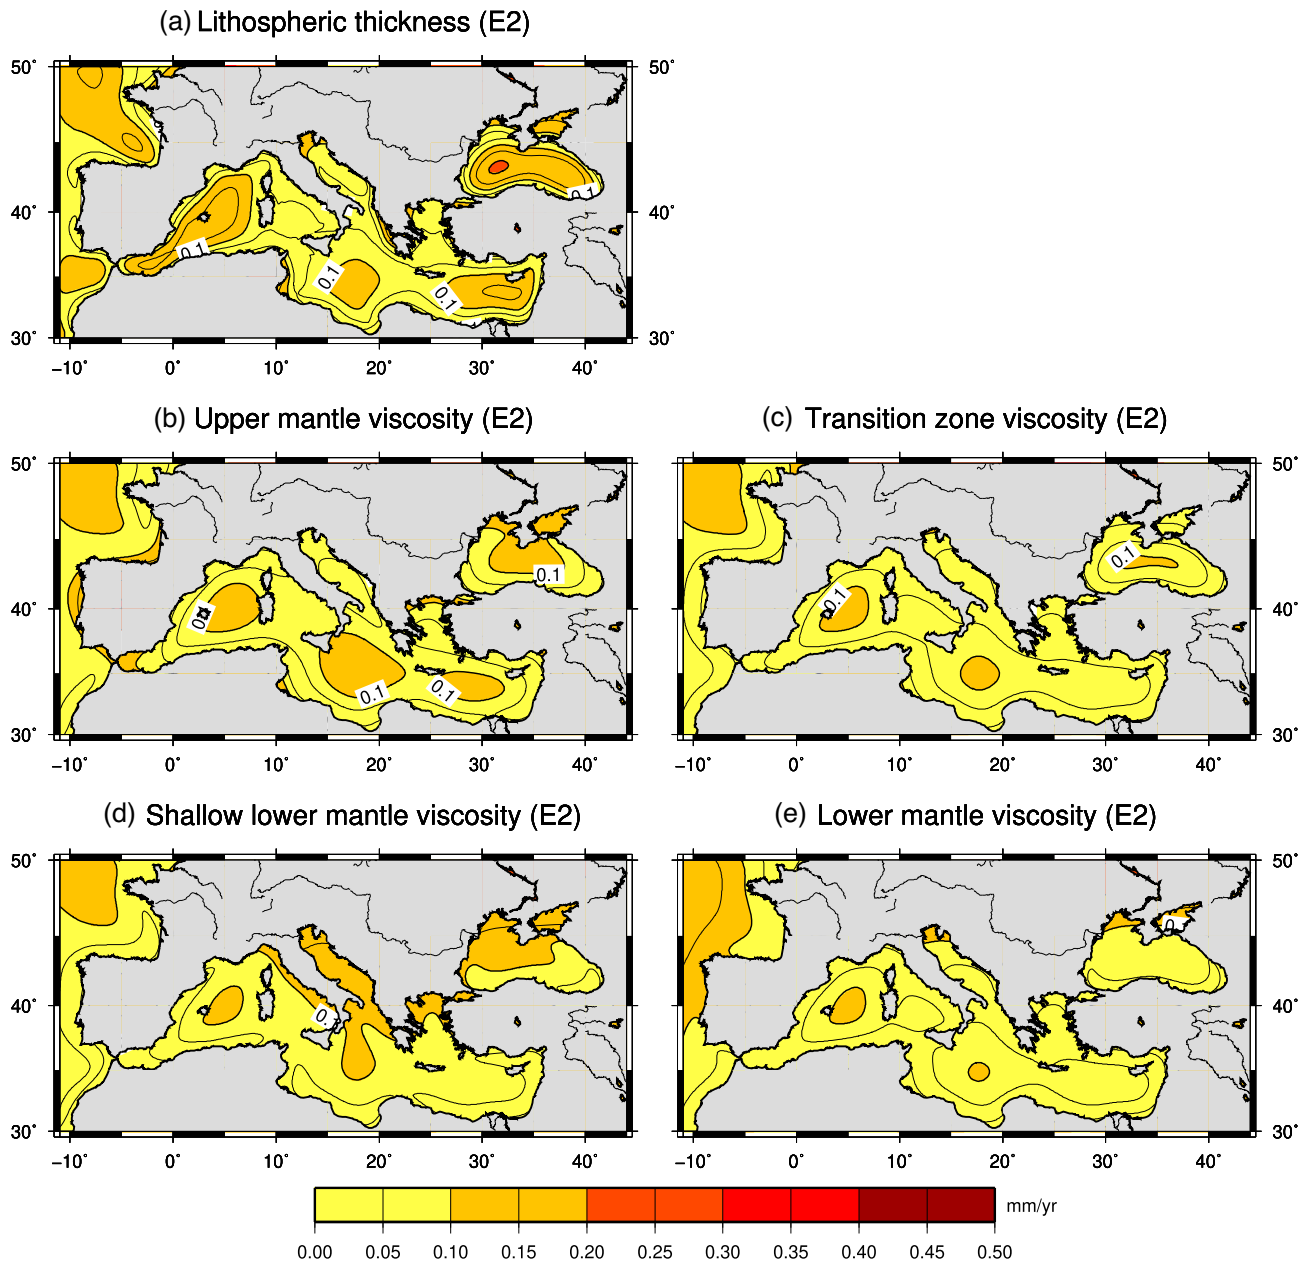 (a) Lithospheric thickness (E2)
50° 50°
40° 40°
30° 30°
0.1 0.1 0.1 0.1
−10° 0° 10° 20° 30° 40°
(b) Upper mantle viscosity (E2)
(c) Transition zone viscosity (E2)
50° 50°
40° 40°
30° 30°
0.1 0.1 0.1
0.1 0.1
−10° 0° 10° 20° 30° 40°
−10° 0° 10° 20° 30° 40°
(d) Shallow lower mantle viscosity (E2)
(e) Lower mantle viscosity (E2)
50° 50°
40° 40°
30° 30°
−10° 0° 10° 20° 30° 40°
−10° 0° 10° 20° 30° 40°
mm/yr
0.00 0.05 0.10 0.15 0.20 0.25 0.30 0.35 0.40 0.45 0.50